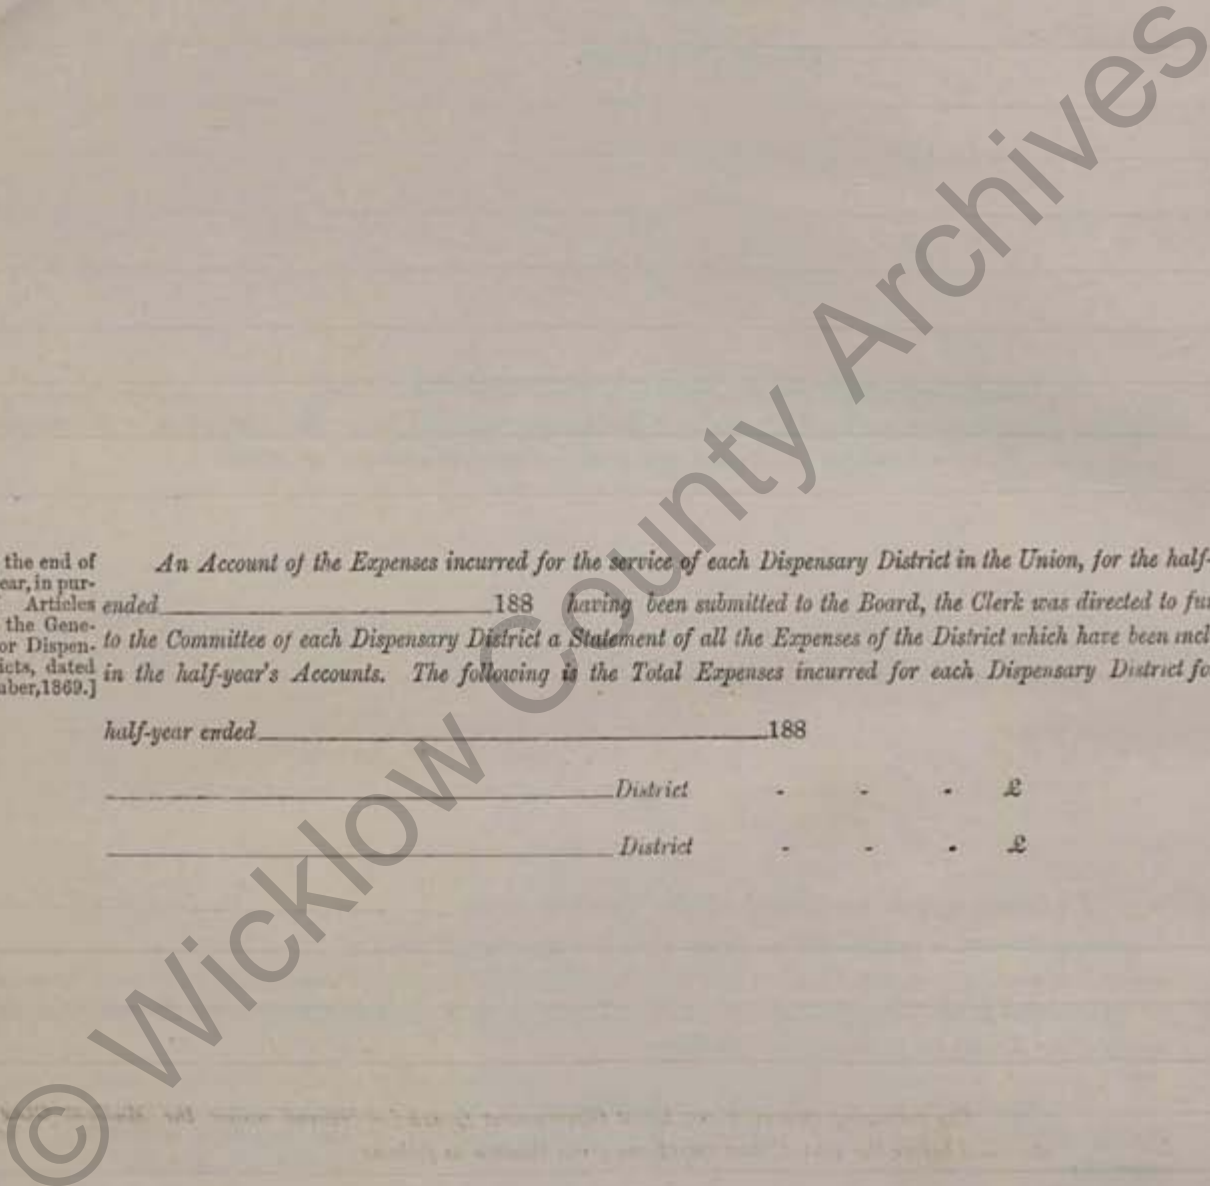 the end of
ear, in pur-
Articles
the Gene-
or Dispen-
icts, dated
aber, 1869.]
An Account of the Expenses incurred for the service of each Dispensary District in the Union, for the half-
ended 188 having been submitted to the Board, the Clerk was directed to fur
to the Committee of each Dispensary District a Statement of all the Expenses of the District which have been incl
in the half-year's Accounts. The following is the Total Expenses incurred for each Dispensary District fo
half-year ended 188
District - - - £
District - - - £
© Wicklow County Archives